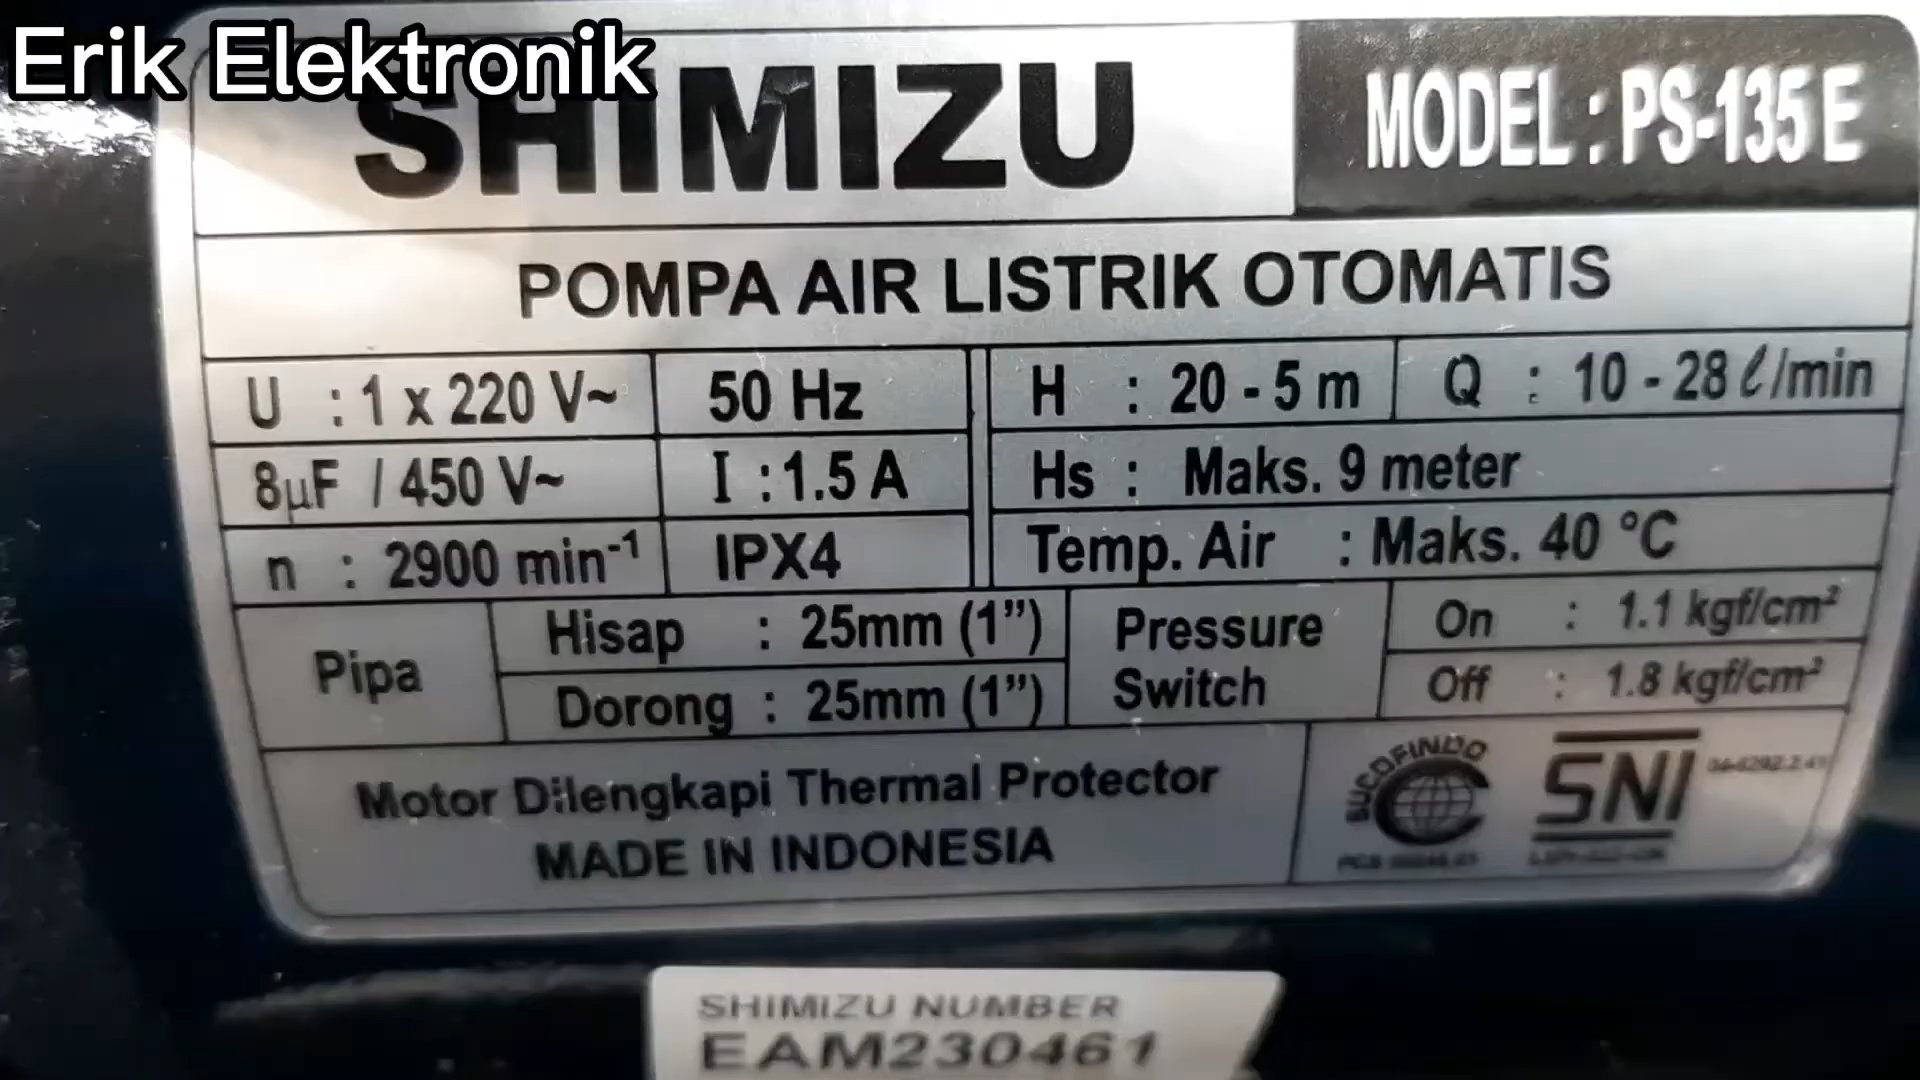 Erik Elektronik
SHIMIZU
MODEL : PS-135 E
POMPA AIR LISTRIK OTOMATIS
U : 1 x 220 V~
50 Hz
H : 20 - 5 m
Q : 10 - 28 ℓ/min
8µF / 450 V~
I : 1.5 A
Hs : Maks. 9 meter
n : 2900 min⁻¹
IPX4
Temp. Air : Maks. 40 °C
Pipa
Hisap : 25mm (1”)
Dorong : 25mm (1”)
Pressure
Switch
On : 1.1 kgf/cm²
Off : 1.8 kgf/cm²
Motor Dilengkapi Thermal Protector
MADE IN INDONESIA
SUCOFINDO
SNI
SHIMIZU NUMBER
EAM230461